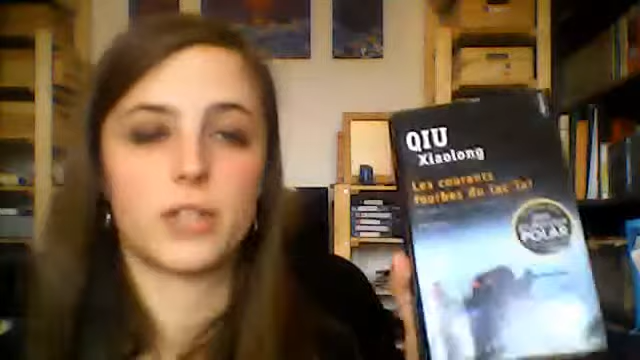 QIU
Xiaolong
Les courants
fourbes du lac Tai
POLAR